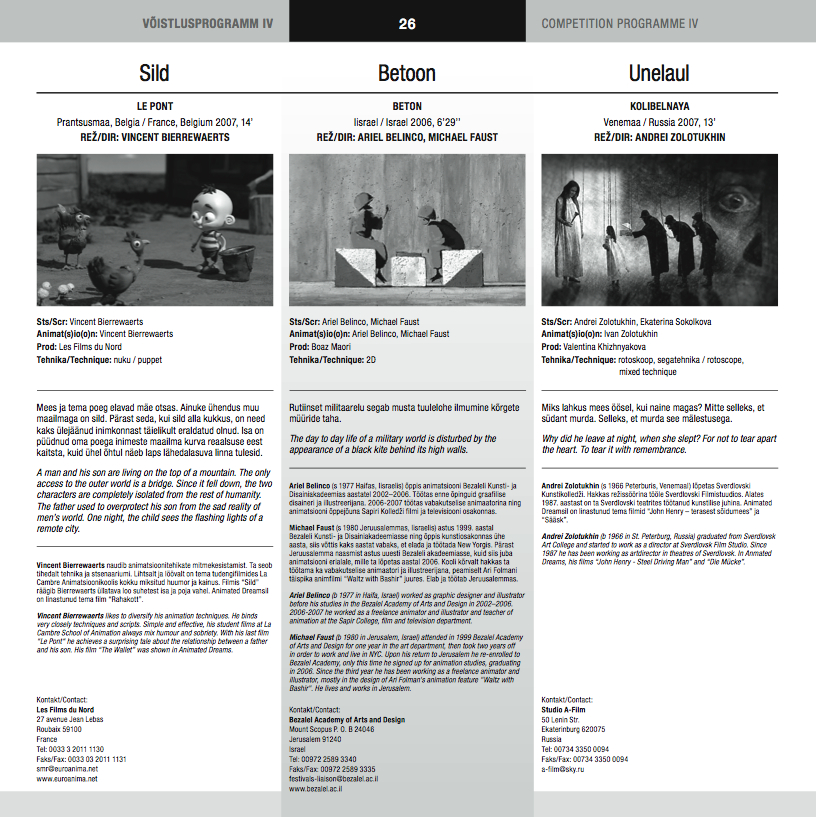 VÕISTLUSPROGRAMM IV
26
COMPETITION PROGRAMME IV
Sild
LE PONT
Prantsusmaa, Belgia / France, Belgium 2007, 14’
REŽ/DIR: VINCENT BIERREWAERTS
Sts/Scr: Vincent Bierrewaerts
Animat(s)io(o)n: Vincent Bierrewaerts
Prod: Les Films du Nord
Tehnika/Technique: nuku / puppet
Mees ja tema poeg elavad mäe otsas. Ainuke ühendus muu
maailmaga on sild. Pärast seda, kui sild alla kukkus, on need
kaks ülejäänud inimkonnast täielikult eraldatud olnud. Isa on
püüdnud oma poega inimeste maailma kurva reaalsuse eest
kaitsta, kuid ühel õhtul näeb laps lähedalasuva linna tulesid.
A man and his son are living on the top of a mountain. The only
access to the outer world is a bridge. Since it fell down, the two
characters are completely isolated from the rest of humanity.
The father used to overprotect his son from the sad reality of
men’s world. One night, the child sees the flashing lights of a
remote city.
Vincent Bierrewaerts naudib animatsioonitehnikate mitmekesistamist. Ta seob
tihedalt tehnika ja stsenaariumi. Lihtsalt ja löövalt on tema tudengifilmides La
Cambre Animatsioonikoolis kokku miksitud huumor ja kainus. Filmis “Sild”
räägib Bierrewaerts üllatava loo suhetest isa ja poja vahel. Animated Dreamsil
on linastunud tema film “Rahakott”.
Vincent Bierrewaerts likes to diversify his animation techniques. He binds
very closely techniques and scripts. Simple and effective, his student films at La
Cambre School of Animation always mix humour and sobriety. With his last film
“Le Pont” he achieves a surprising tale about the relationship between a father
and his son. His film “The Wallet” was shown in Animated Dreams.
Kontakt/Contact:
Les Films du Nord
27 avenue Jean Lebas
Roubaix 59100
France
Tel: 0033 3 2011 1130
Faks/Fax: 0033 03 2011 1131
smr@euroanima.net
www.euroanima.net
Betoon
BETON
Iisrael / Israel 2006, 6’29’’
REŽ/DIR: ARIEL BELINCO, MICHAEL FAUST
Sts/Scr: Ariel Belinco, Michael Faust
Animat(s)io(o)n: Ariel Belinco, Michael Faust
Prod: Boaz Maori
Tehnika/Technique: 2D
Rutiinset militaarelu segab musta tuulelohe ilmumine kõrgete
müüride taha.
The day to day life of a military world is disturbed by the
appearance of a black kite behind its high walls.
Ariel Belinco (s 1977 Haifas, Israelis) õppis animatsiooni Bezaleli Kunsti- ja
Disainiakadeemias aastatel 2002–2006. Töötas enne õpinguid graafilise
disaineri ja illustreerijana. 2006-2007 töötas vabakutselise animaatorina ning
animatsiooni õppejõuna Sapiri Kolledži filmi ja televisiooni osakonnas.
Michael Faust (s 1980 Jeruusalemmas, Iisraelis) astus 1999. aastal
Bezaleli Kunsti- ja Disainiakadeemiasse ning õppis kunstiosakonnas ühe
aasta, siis võttis kaks aastat vabaks, et elada ja töötada New Yorgis. Pärast
Jeruusalemma naasmist astus uuesti Bezaleli akadeemiasse, kuid siis juba
animatsiooni erialale, mille ta lõpetas aastal 2006. Kooli kõrvalt hakkas ta
töötama ka vabakutselise animaatori ja illustreerijana, peamiselt Ari Folmani
täispika animfilmi “Waltz with Bashir” juures. Elab ja töötab Jeruusalemmas.
Ariel Belinco (b 1977 in Haifa, Israel) worked as graphic designer and illustrator
before his studies in the Bezalel Academy of Arts and Design in 2002–2006.
2006-2007 he worked as a freelance animator and illustrator and teacher of
animation at the Sapir College, film and television department.
Michael Faust (b 1980 in Jerusalem, Israel) attended in 1999 Bezalel Academy
of Arts and Design for one year in the art department, then took two years off
in order to work and live in NYC. Upon his return to Jerusalem he re-enrolled to
Bezalel Academy, only this time he signed up for animation studies, graduating
in 2006. Since the third year he has been working as a freelance animator and
illustrator, mostly in the design of Ari Folman's animation feature “Waltz with
Bashir”. He lives and works in Jerusalem.
Kontakt/Contact:
Bezalel Academy of Arts and Design
Mount Scopus P. O. B 24046
Jerusalem 91240
Israel
Tel: 00972 2589 3340
Faks/Fax: 00972 2589 3335
festivals-liaison@bezalel.ac.il
www.bezalel.ac.il
Unelaul
KOLIBELNAYA
Venemaa / Russia 2007, 13’
REŽ/DIR: ANDREI ZOLOTUKHIN
Sts/Scr: Andrei Zolotukhin, Ekaterina Sokolkova
Animat(s)io(o)n: Ivan Zolotukhin
Prod: Valentina Khizhnyakova
Tehnika/Technique: rotoskoop, segatehnika / rotoscope,
mixed technique
Miks lahkus mees öösel, kui naine magas? Mitte selleks, et
südant murda. Selleks, et murda see mälestusega.
Why did he leave at night, when she slept? For not to tear apart
the heart. To tear it with remembrance.
Andrei Zolotukhin (s 1966 Peterburis, Venemaal) lõpetas Sverdlovski
Kunstikolledži. Hakkas režissöörina tööle Sverdlovski Filmistuudios. Alates
1987. aastast on ta Sverdlovski teatrites töötanud kunstilise juhina. Animated
Dreamsil on linastunud tema filmid “John Henry – terasest sõidumees” ja
“Sääsk”.
Andrei Zolotukhin (b 1966 in St. Peterburg, Russia) graduated from Sverdlovsk
Art College and started to work as a director at Sverdlovsk Film Studio. Since
1987 he has been working as artdirector in theatres of Sverdlovsk. In Animated
Dreams, his films “John Henry - Steel Driving Man” and “Die Mücke”.
Kontakt/Contact:
Studio A-Film
50 Lenin Str.
Ekaterinburg 620075
Russia
Tel: 00734 3350 0094
Faks/Fax: 00734 3350 0094
a-film@sky.ru